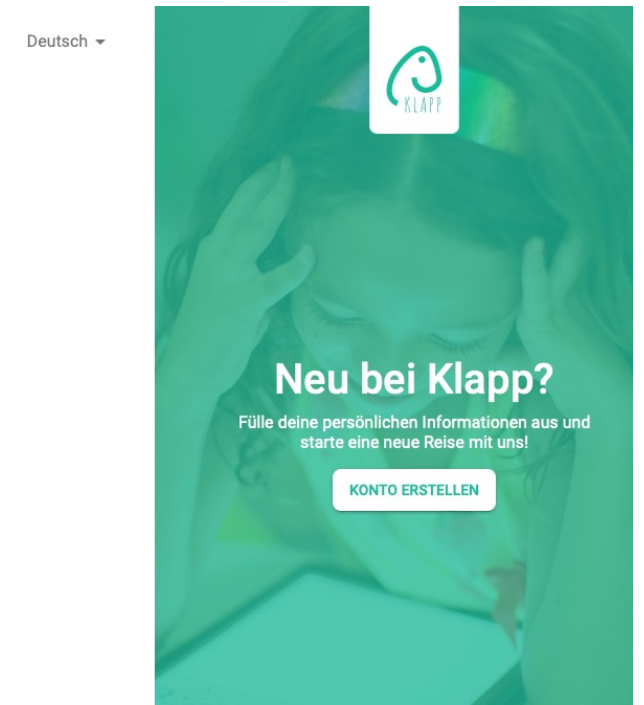 Deutsch
KLAPP
Neu bei Klapp?
Fülle deine persönlichen Informationen aus und
starte eine neue Reise mit uns!
KONTO ERSTELLEN